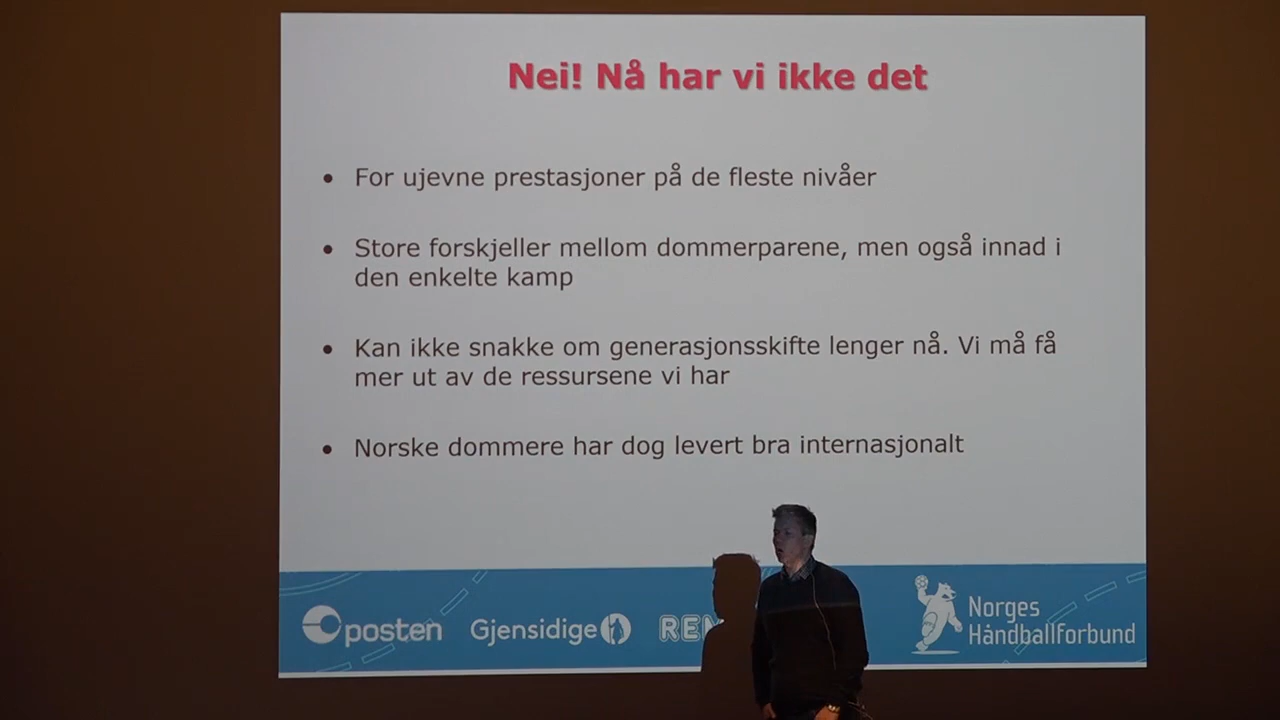 Nei! Nå har vi ikke det
• For ujevne prestasjoner på de fleste nivåer
• Store forskjeller mellom dommerparene, men også innad i
den enkelte kamp
• Kan ikke snakke om generasjonsskifte lenger nå. Vi må få
mer ut av de ressursene vi har
• Norske dommere har dog levert bra internasjonalt
posten
Gjensidige
Norges
Håndballforbund